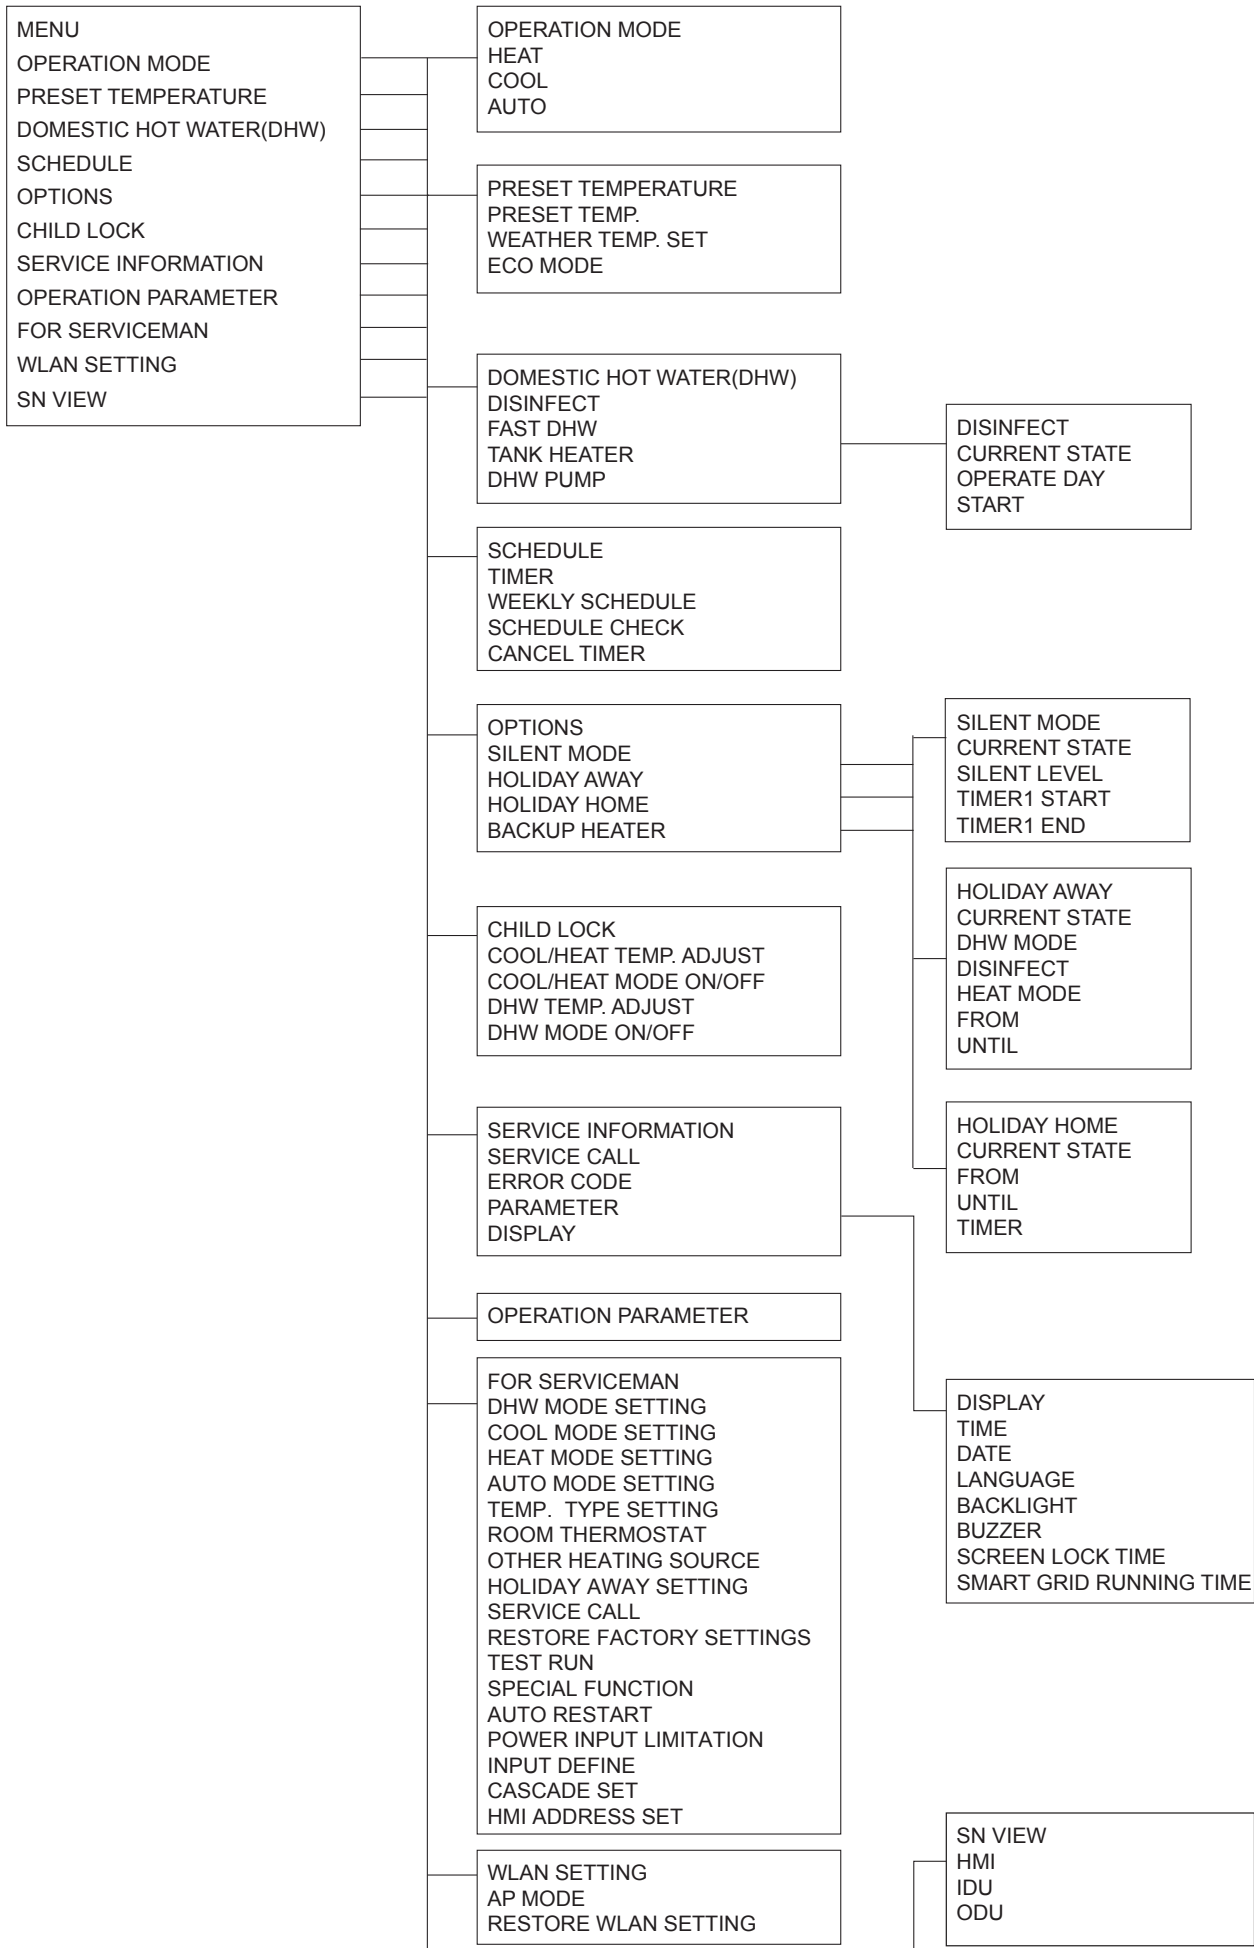 MENU
OPERATION MODE
PRESET TEMPERATURE
DOMESTIC HOT WATER(DHW)
SCHEDULE
OPTIONS
CHILD LOCK
SERVICE INFORMATION
OPERATION PARAMETER
FOR SERVICEMAN
WLAN SETTING
SN VIEW
OPERATION MODE
HEAT
COOL
AUTO
PRESET TEMPERATURE
PRESET TEMP.
WEATHER TEMP. SET
ECO MODE
DOMESTIC HOT WATER(DHW)
DISINFECT
FAST DHW
TANK HEATER
DHW PUMP
DISINFECT
CURRENT STATE
OPERATE DAY
START
SCHEDULE
TIMER
WEEKLY SCHEDULE
SCHEDULE CHECK
CANCEL TIMER
OPTIONS
SILENT MODE
HOLIDAY AWAY
HOLIDAY HOME
BACKUP HEATER
SILENT MODE
CURRENT STATE
SILENT LEVEL
TIMER1 START
TIMER1 END
HOLIDAY AWAY
CURRENT STATE
DHW MODE
DISINFECT
HEAT MODE
FROM
UNTIL
HOLIDAY HOME
CURRENT STATE
FROM
UNTIL
TIMER
CHILD LOCK
COOL/HEAT TEMP. ADJUST
COOL/HEAT MODE ON/OFF
DHW TEMP. ADJUST
DHW MODE ON/OFF
SERVICE INFORMATION
SERVICE CALL
ERROR CODE
PARAMETER
DISPLAY
DISPLAY
TIME
DATE
LANGUAGE
BACKLIGHT
BUZZER
SCREEN LOCK TIME
SMART GRID RUNNING TIME
OPERATION PARAMETER
FOR SERVICEMAN
DHW MODE SETTING
COOL MODE SETTING
HEAT MODE SETTING
AUTO MODE SETTING
TEMP. TYPE SETTING
ROOM THERMOSTAT
OTHER HEATING SOURCE
HOLIDAY AWAY SETTING
SERVICE CALL
RESTORE FACTORY SETTINGS
TEST RUN
SPECIAL FUNCTION
AUTO RESTART
POWER INPUT LIMITATION
INPUT DEFINE
CASCADE SET
HMI ADDRESS SET
WLAN SETTING
AP MODE
RESTORE WLAN SETTING
SN VIEW
HMI
IDU
ODU